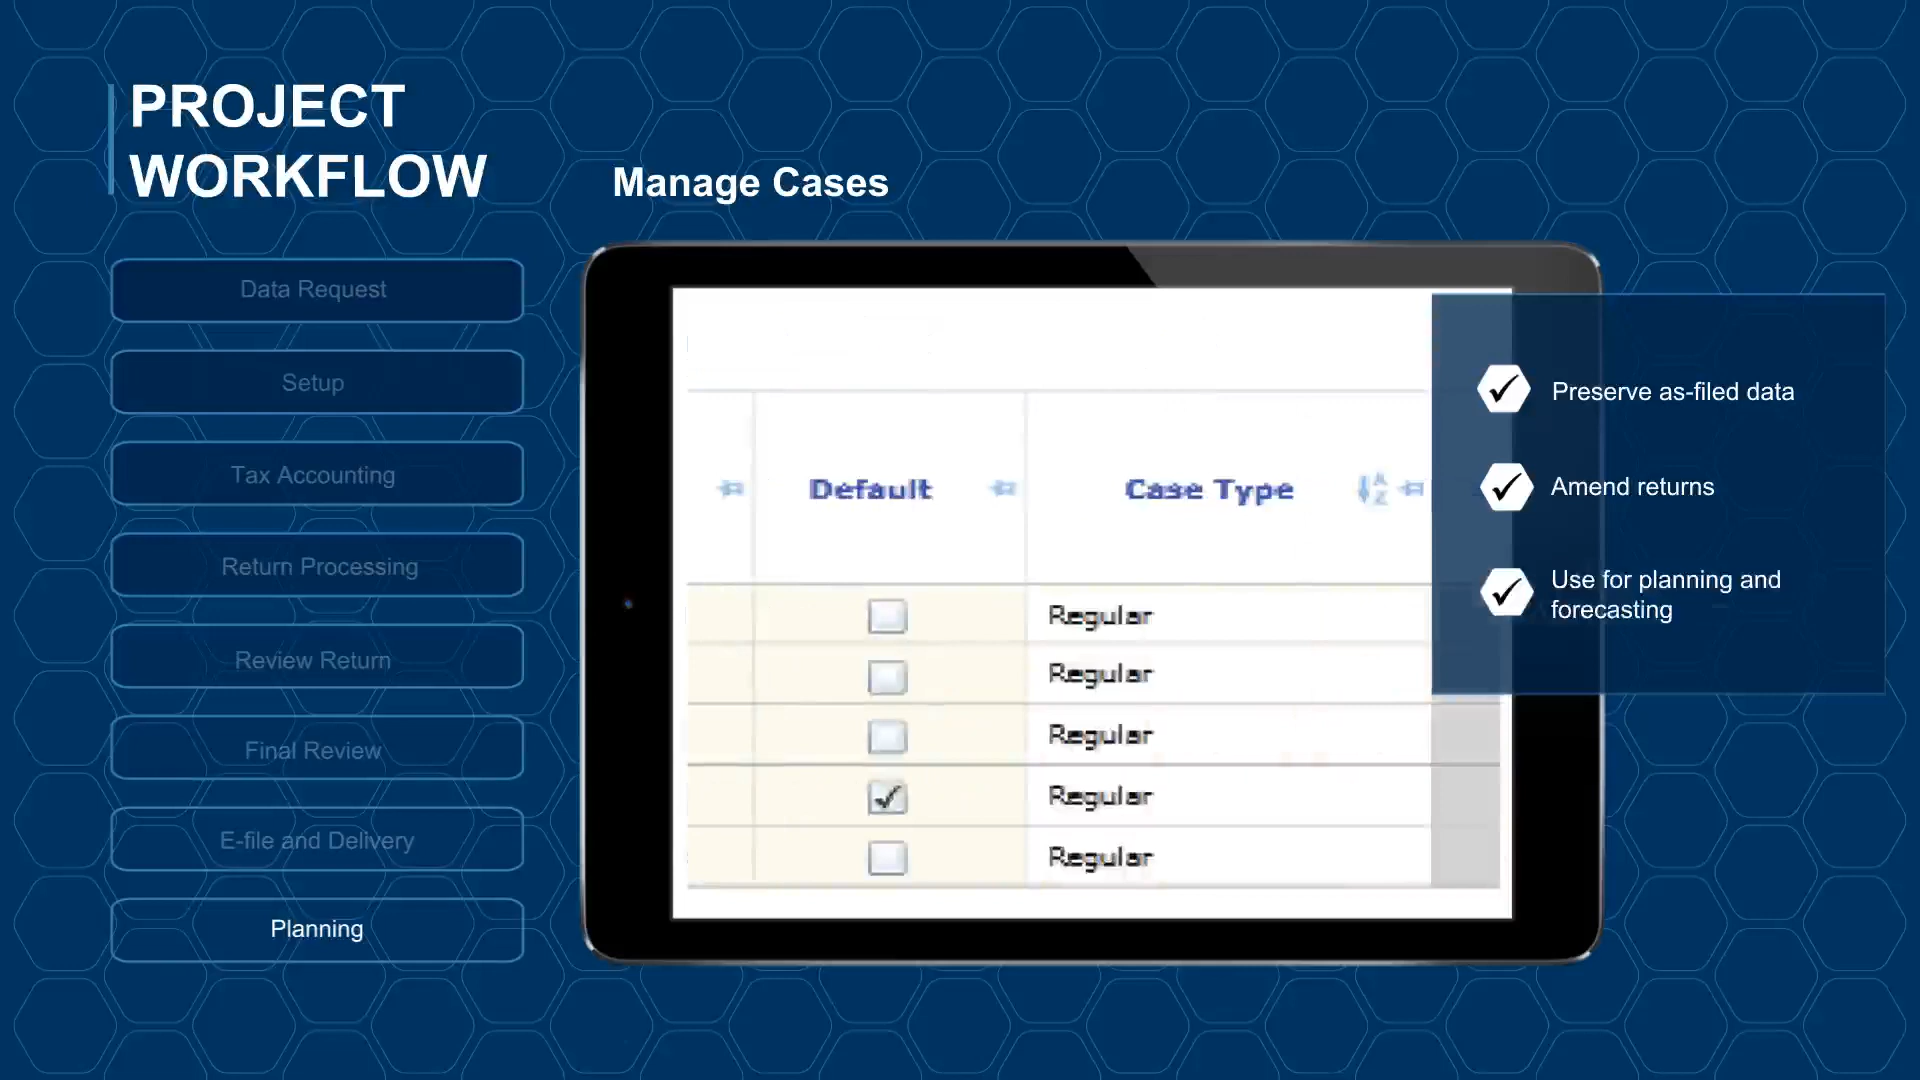 PROJECT
WORKFLOW
Manage Cases
Data Request
Setup
Tax Accounting
Return Processing
Review Return
Final Review
E-file and Delivery
Planning
Default
Case Type
Regular
Regular
Regular
Regular
Regular
Preserve as-filed data
Amend returns
Use for planning and
forecasting